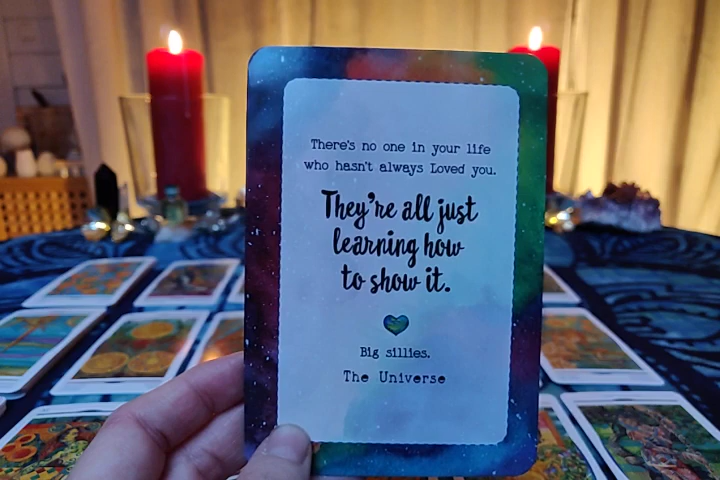 There's no one in your life
who hasn't always Loved you.
They're all just
learning how
to show it.
Big sillies.
The Universe